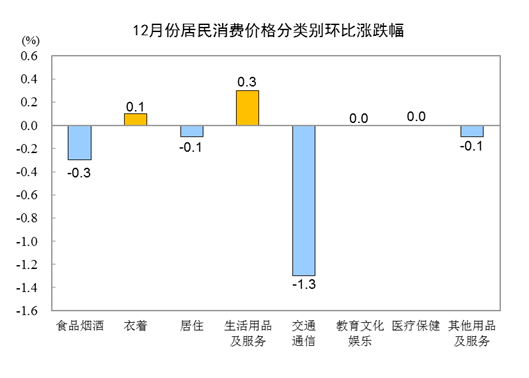 12月份居民消费价格分类别环比涨跌幅
(%)
0.6
0.4
0.2
0.0
-0.2
-0.4
-0.6
-0.8
-1.0
-1.2
-1.4
-1.6
-0.3
0.1
-0.1
0.3
-1.3
0.0
0.0
-0.1
食品烟酒
衣着
居住
生活用品
及服务
交通
通信
教育文化
娱乐
医疗保健
其他用品
及服务